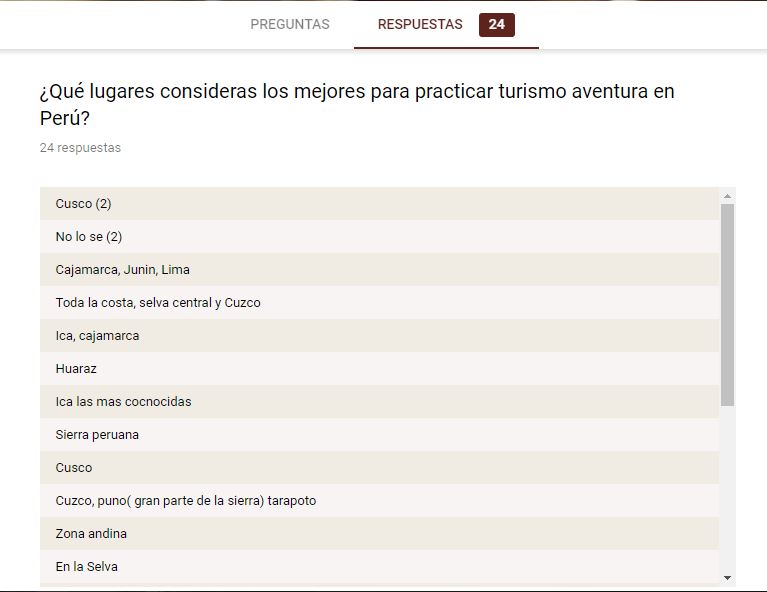 PREGUNTAS
RESPUESTAS 24
¿Qué lugares consideras los mejores para practicar turismo aventura en
Perú?
24 respuestas
Cusco (2)
No lo se (2)
Cajamarca, Junin, Lima
Toda la costa, selva central y Cuzco
Ica, cajamarca
Huaraz
Ica las mas cocnocidas
Sierra peruana
Cusco
Cuzco, puno( gran parte de la sierra) tarapoto
Zona andina
En la Selva